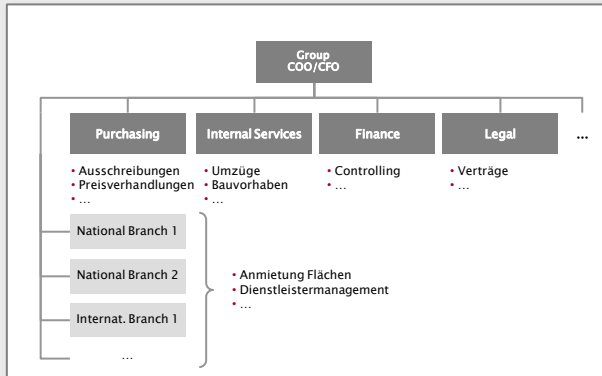 Group
COO/CFO
Purchasing
Internal Services
Finance
Legal
...
• Ausschreibungen
• Preisverhandlungen
• ...
• Umzüge
• Bauvorhaben
• ...
• Controlling
• ...
• Verträge
• ...
National Branch 1
National Branch 2
Internat. Branch 1
...
• Anmietung Flächen
• Dienstleistermanagement
• ...